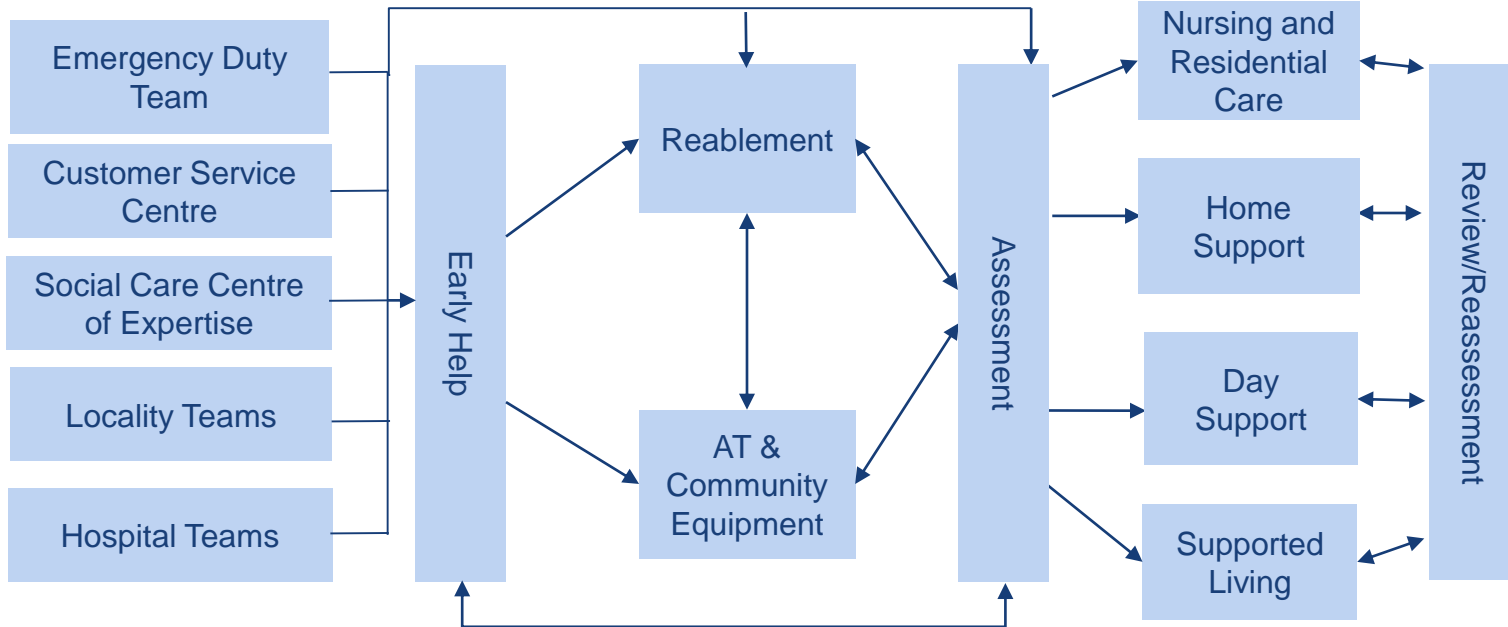 Emergency Duty
Team
Customer Service
Centre
Social Care Centre
of Expertise
Locality Teams
Hospital Teams
Early Help
Reablement
AT &
Community
Equipment
Assessment
Nursing and
Residential
Care
Home
Support
Day
Support
Supported
Living
Review/Reassessment